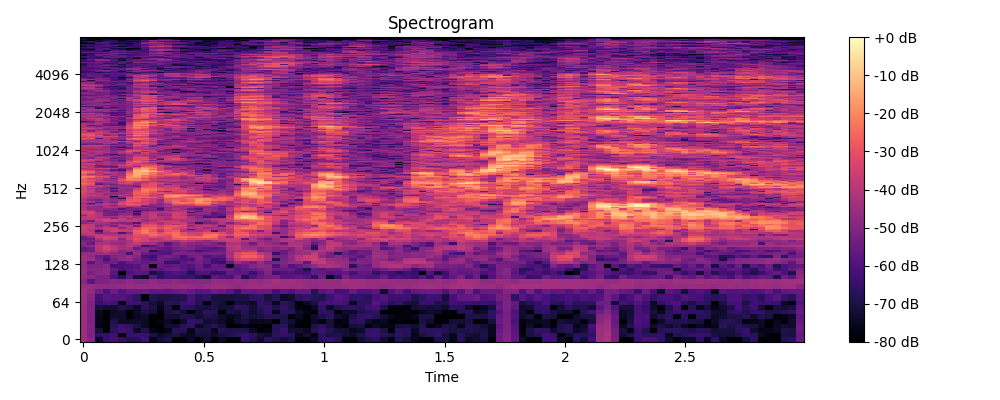 Spectrogram
Hz
4096
2048
1024
512
256
128
64
0
0
0.5
1
1.5
2
2.5
Time
+0 dB
-10 dB
-20 dB
-30 dB
-40 dB
-50 dB
-60 dB
-70 dB
-80 dB